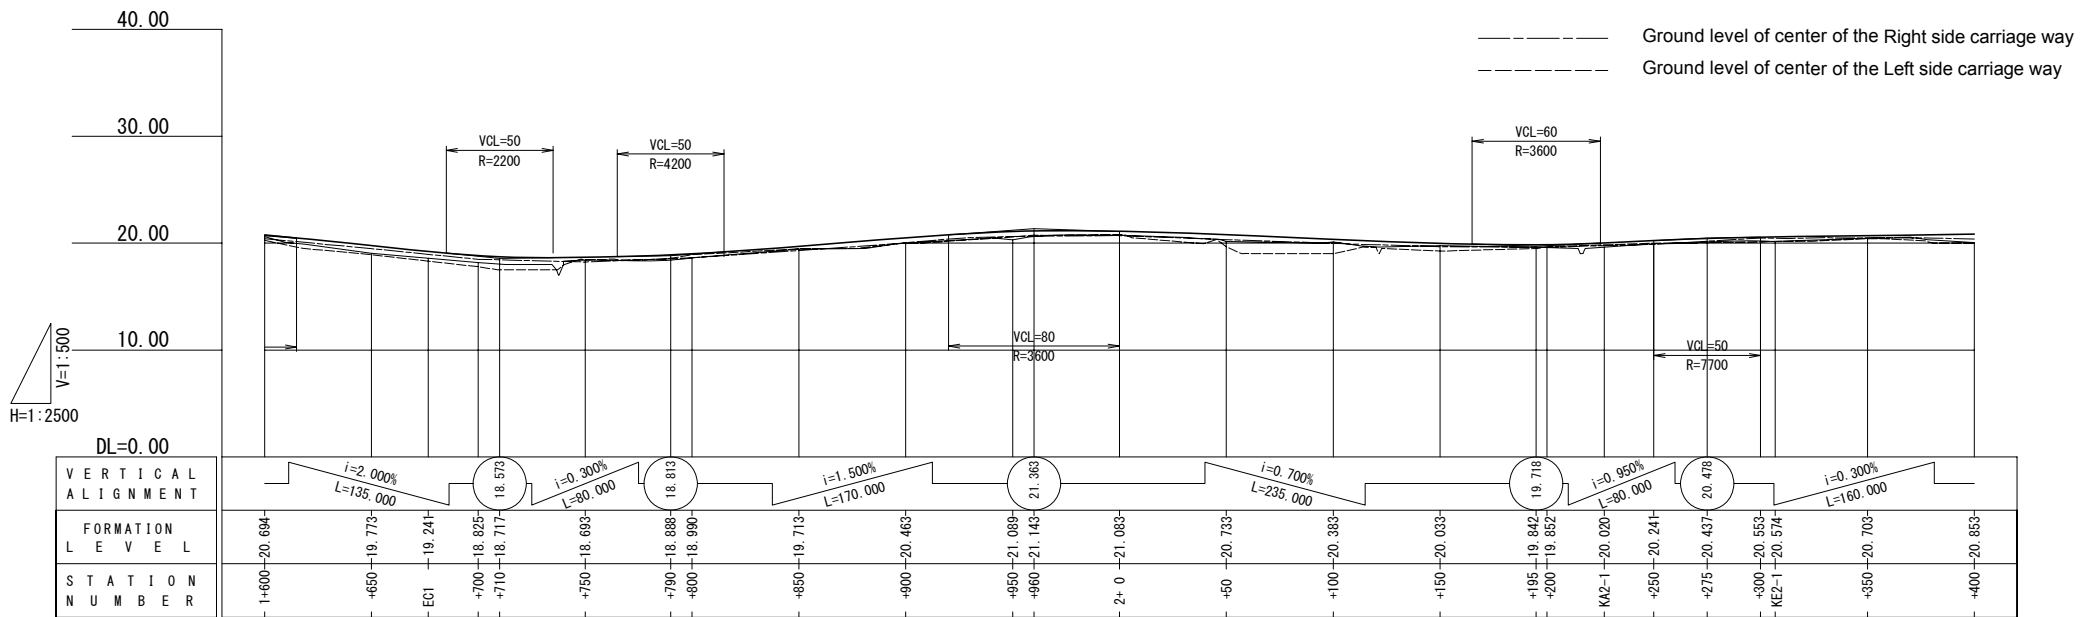 40.00
Ground level of center of the Right side carriage way
Ground level of center of the Left side carriage way
30.00
VCL=50
R=2200
VCL=50
R=4200
VCL=60
R=3600
20.00
10.00
VCL=80
R=3600
VCL=50
R=7700
V=1:500
H=1:2500
DL=0.00
VERTICAL ALIGNMENT
i=2.000%
L=135.000
18.573
i=0.300%
L=80.000
18.813
i=1.500%
L=170.000
21.363
i=0.700%
L=235.000
19.718
i=0.950%
L=80.000
20.478
i=0.300%
L=160.000
FORMATION LEVEL
20.694
19.773
19.241
18.825
18.717
18.693
18.888
18.990
19.713
20.463
21.089
21.143
21.083
20.733
20.383
20.033
19.842
19.852
20.020
20.241
20.437
20.553
20.574
20.703
20.853
STATION NUMBER
1+600
+650
EC1
+700
+710
+750
+790
+800
+850
+900
+950
+960
2+ 0
+50
+100
+150
+195
+200
KA2-1
+250
+275
+300
KE2-1
+350
+400